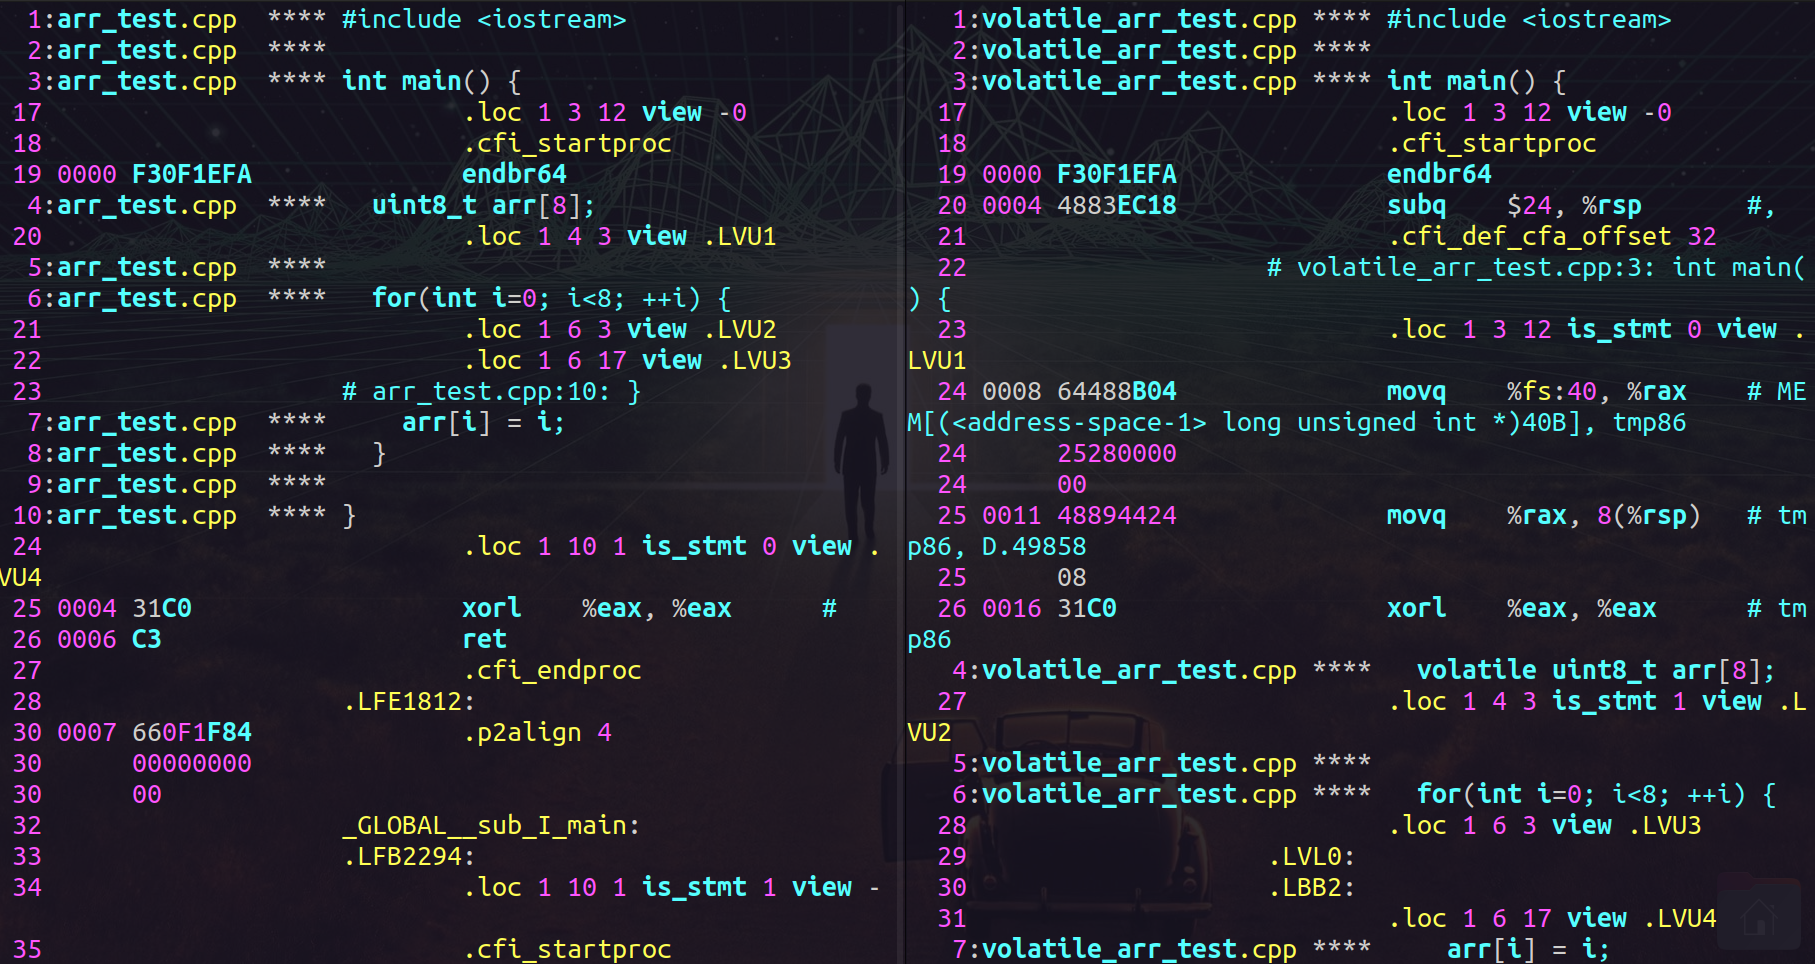 1:arr_test.cpp **** #include <iostream>
2:arr_test.cpp ****
3:arr_test.cpp **** int main() {
17 .loc 1 3 12 view -0
18 .cfi_startproc
19 0000 F30F1EFA endbr64
4:arr_test.cpp **** uint8_t arr[8];
20 .loc 1 4 3 view .LVU1
5:arr_test.cpp ****
6:arr_test.cpp **** for(int i=0; i<8; ++i) {
21 .loc 1 6 3 view .LVU2
22 .loc 1 6 17 view .LVU3
23 # arr_test.cpp:10: }
7:arr_test.cpp **** arr[i] = i;
8:arr_test.cpp **** }
9:arr_test.cpp ****
10:arr_test.cpp **** }
24 .loc 1 10 1 is_stmt 0 view .
VU4
25 0004 31C0 xorl %eax, %eax #
26 0006 C3 ret
27 .cfi_endproc
28 .LFE1812:
30 0007 660F1F84 .p2align 4
30 00000000
30 00
32 _GLOBAL__sub_I_main:
33 .LFB2294:
34 .loc 1 10 1 is_stmt 1 view -
35 .cfi_startproc
1:volatile_arr_test.cpp **** #include <iostream>
2:volatile_arr_test.cpp ****
3:volatile_arr_test.cpp **** int main() {
17 .loc 1 3 12 view -0
18 .cfi_startproc
19 0000 F30F1EFA endbr64
20 0004 4883EC18 subq $24, %rsp #,
21 .cfi_def_cfa_offset 32
22 # volatile_arr_test.cpp:3: int main(
) {
23 .loc 1 3 12 is_stmt 0 view .
LVU1
24 0008 64488B04 movq %fs:40, %rax # ME
M[(<address-space-1> long unsigned int *)40B], tmp86
24 25280000
24 00
25 0011 48894424 movq %rax, 8(%rsp) # tm
p86, D.49858
25 08
26 0016 31C0 xorl %eax, %eax # tm
p86
4:volatile_arr_test.cpp **** volatile uint8_t arr[8];
27 .loc 1 4 3 is_stmt 1 view .L
VU2
5:volatile_arr_test.cpp ****
6:volatile_arr_test.cpp **** for(int i=0; i<8; ++i) {
28 .loc 1 6 3 view .LVU3
29 .LVL0:
30 .LBB2:
31 .loc 1 6 17 view .LVU4
7:volatile_arr_test.cpp **** arr[i] = i;